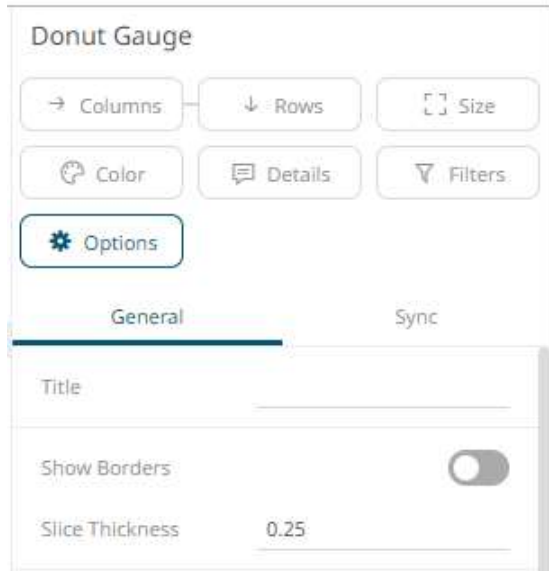 Donut Gauge
Columns Rows Size
Color Details Filters
Options
General Sync
Title
Show Borders
Slice Thickness 0.25